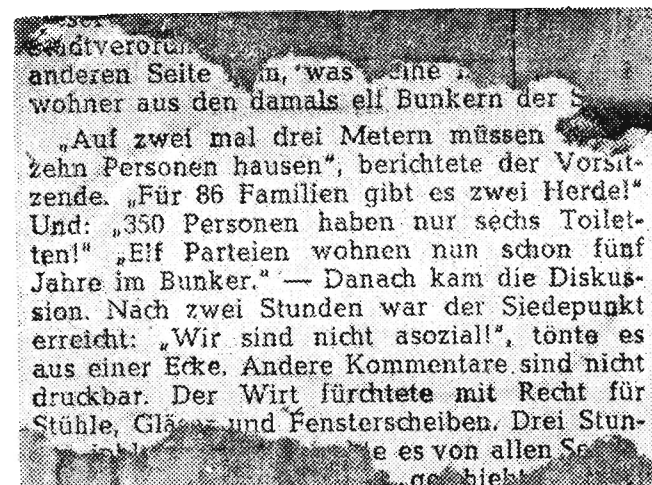 anderen Seite was
wohner aus den damals elf Bunkern der
„Auf zwei mal drei Metern müssen
zehn Personen hausen", berichtete der Vorsit-
zende. „Für 86 Familien gibt es zwei Herde!"
Und: „350 Personen haben nur sechs Toilet-
ten!" „Elf Parteien wohnen nun schon fünf
Jahre im Bunker." — Danach kam die Diskus-
sion. Nach zwei Stunden war der Siedepunkt
erreicht: „Wir sind nicht asozial!", tönte es
aus einer Ecke. Andere Kommentare sind nicht
druckbar. Der Wirt fürchtete mit Recht für
Stühle, Gläser und Fensterscheiben. Drei Stun-
es von allen